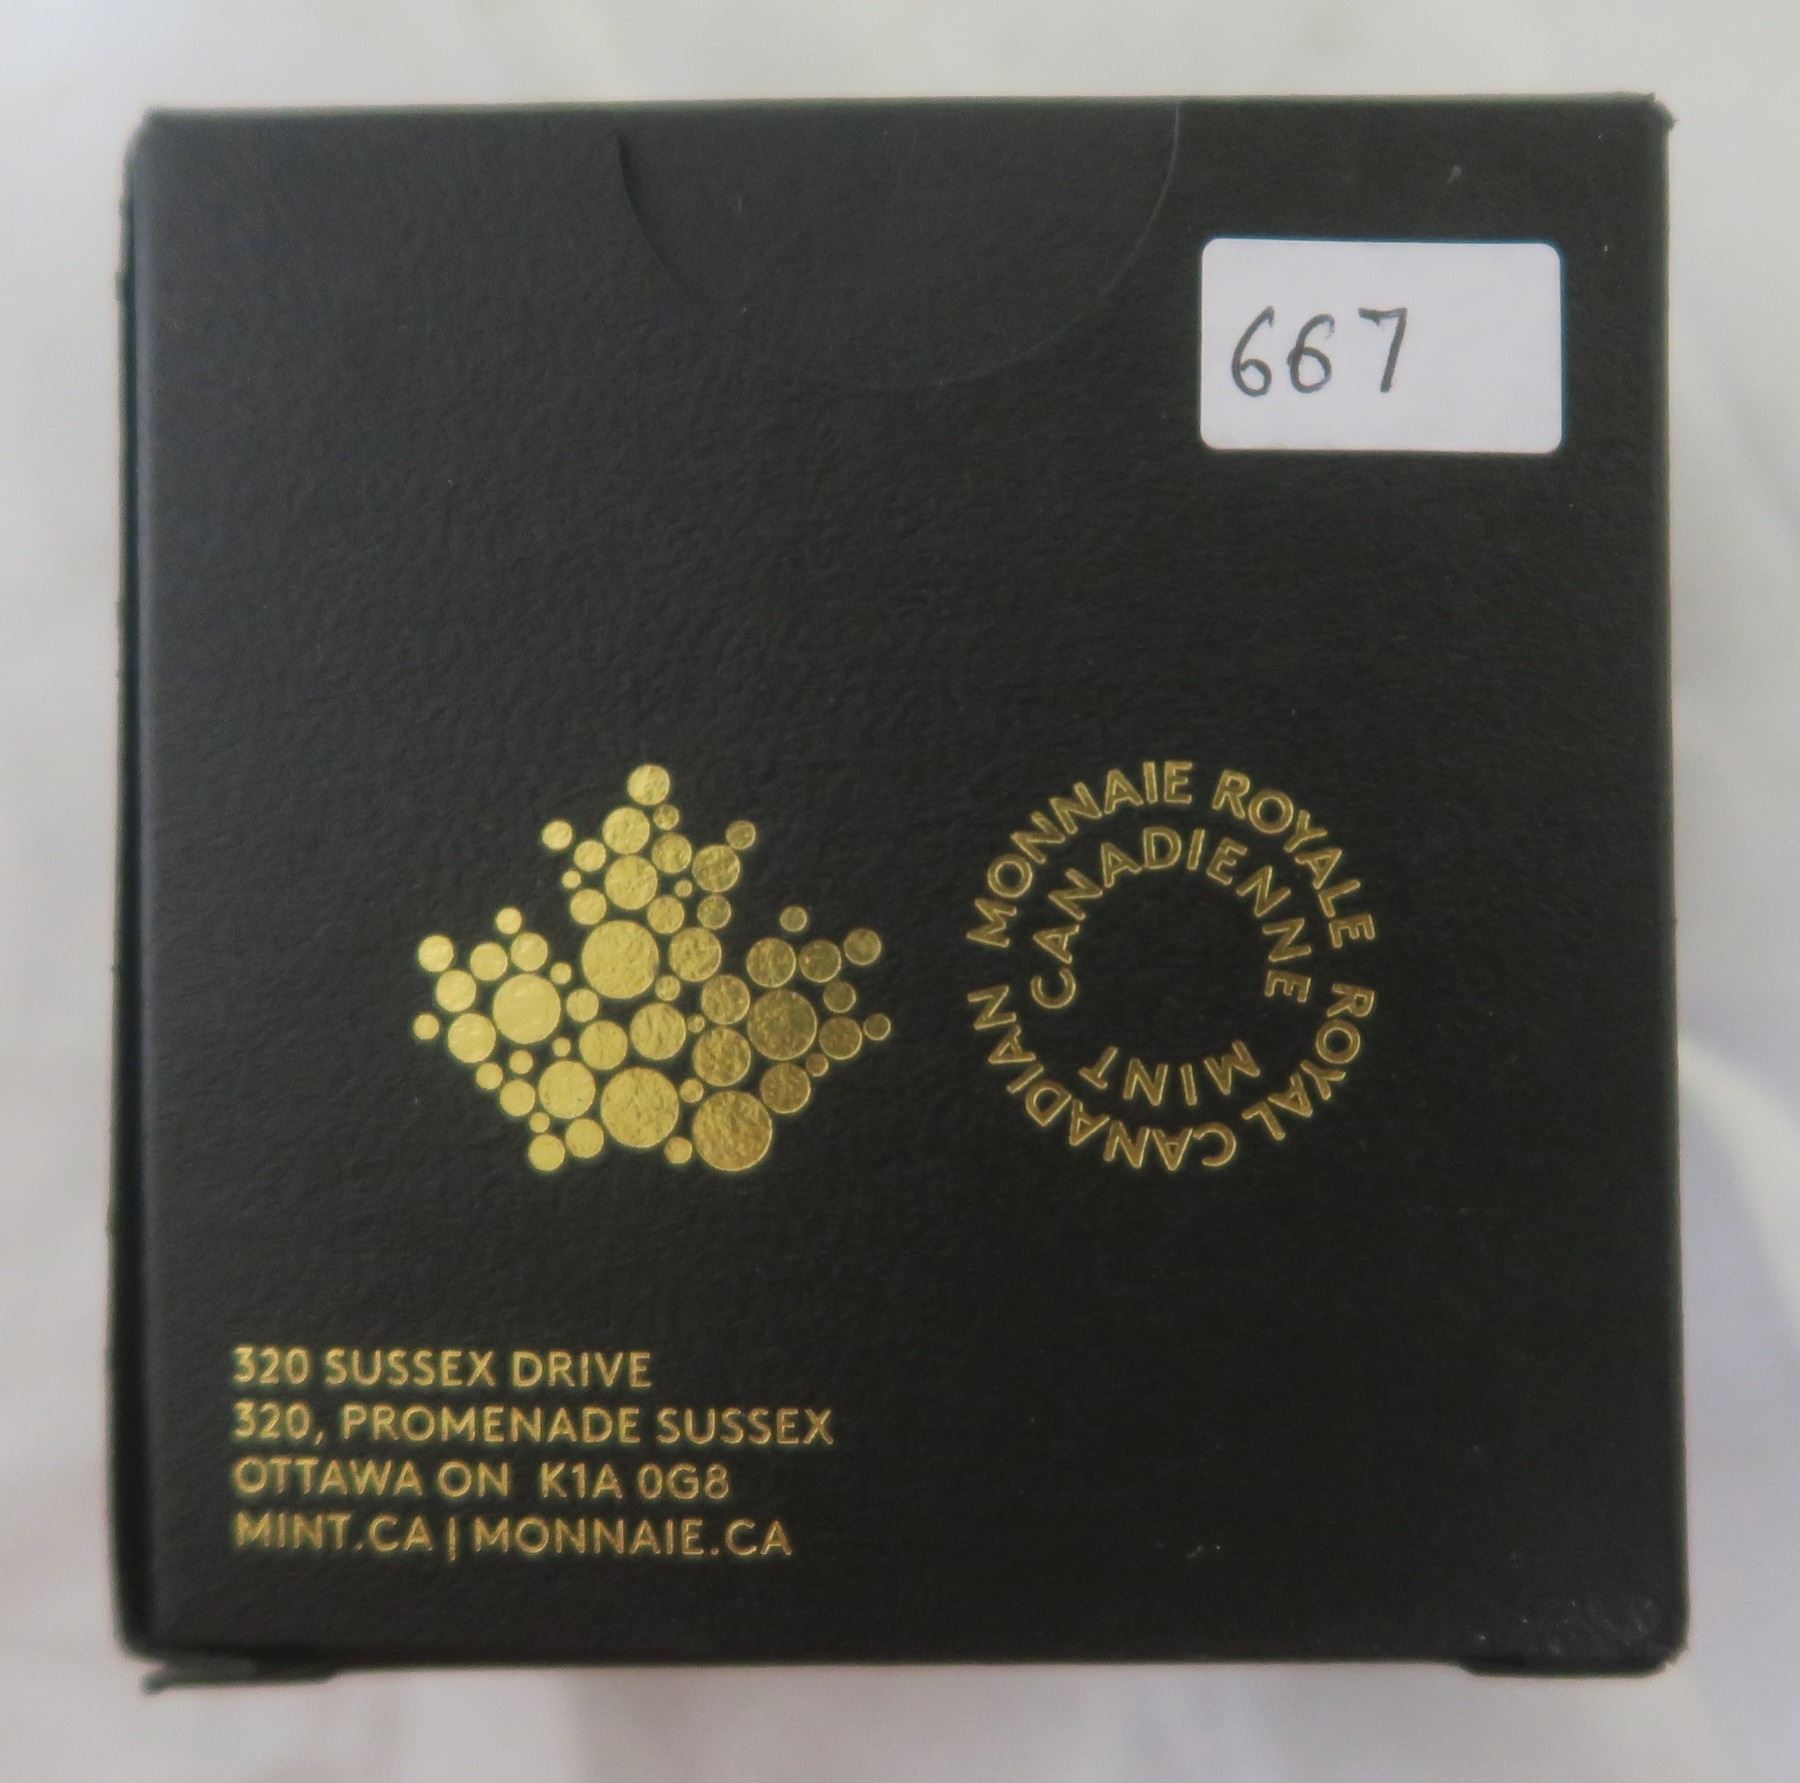 667
MONNAIE ROYALE
CANADIENNE
ROYAL CANADIAN
MINT
320 SUSSEX DRIVE
320, PROMENADE SUSSEX
OTTAWA ON K1A 0G8
MINT.CA | MONNAIE.CA